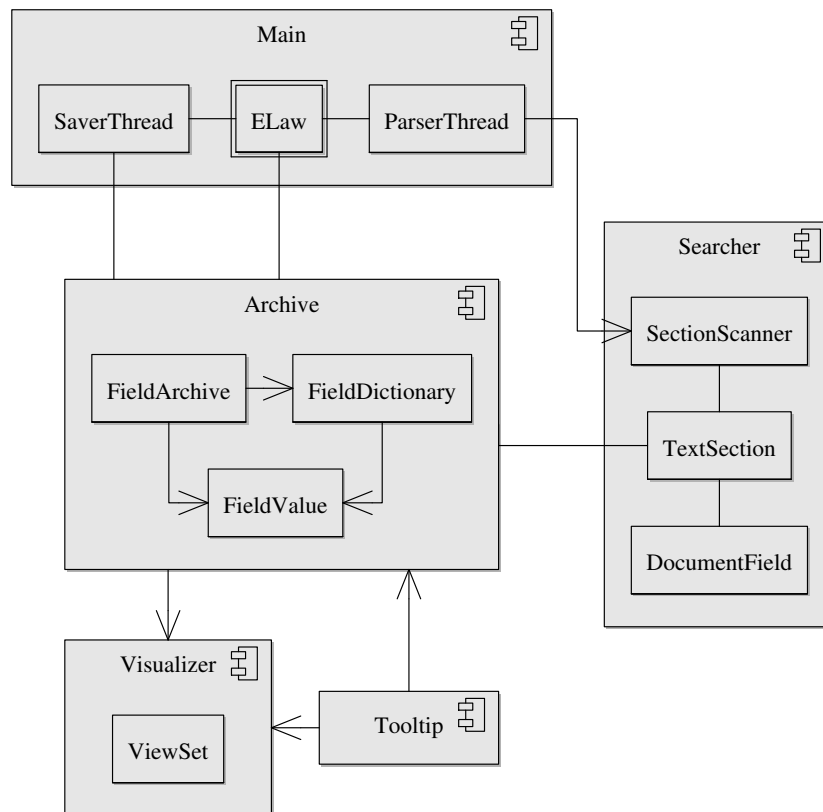 Main
SaverThread
ELaw
ParserThread
Searcher
SectionScanner
TextSection
DocumentField
Archive
FieldArchive
FieldDictionary
FieldValue
Visualizer
ViewSet
Tooltip